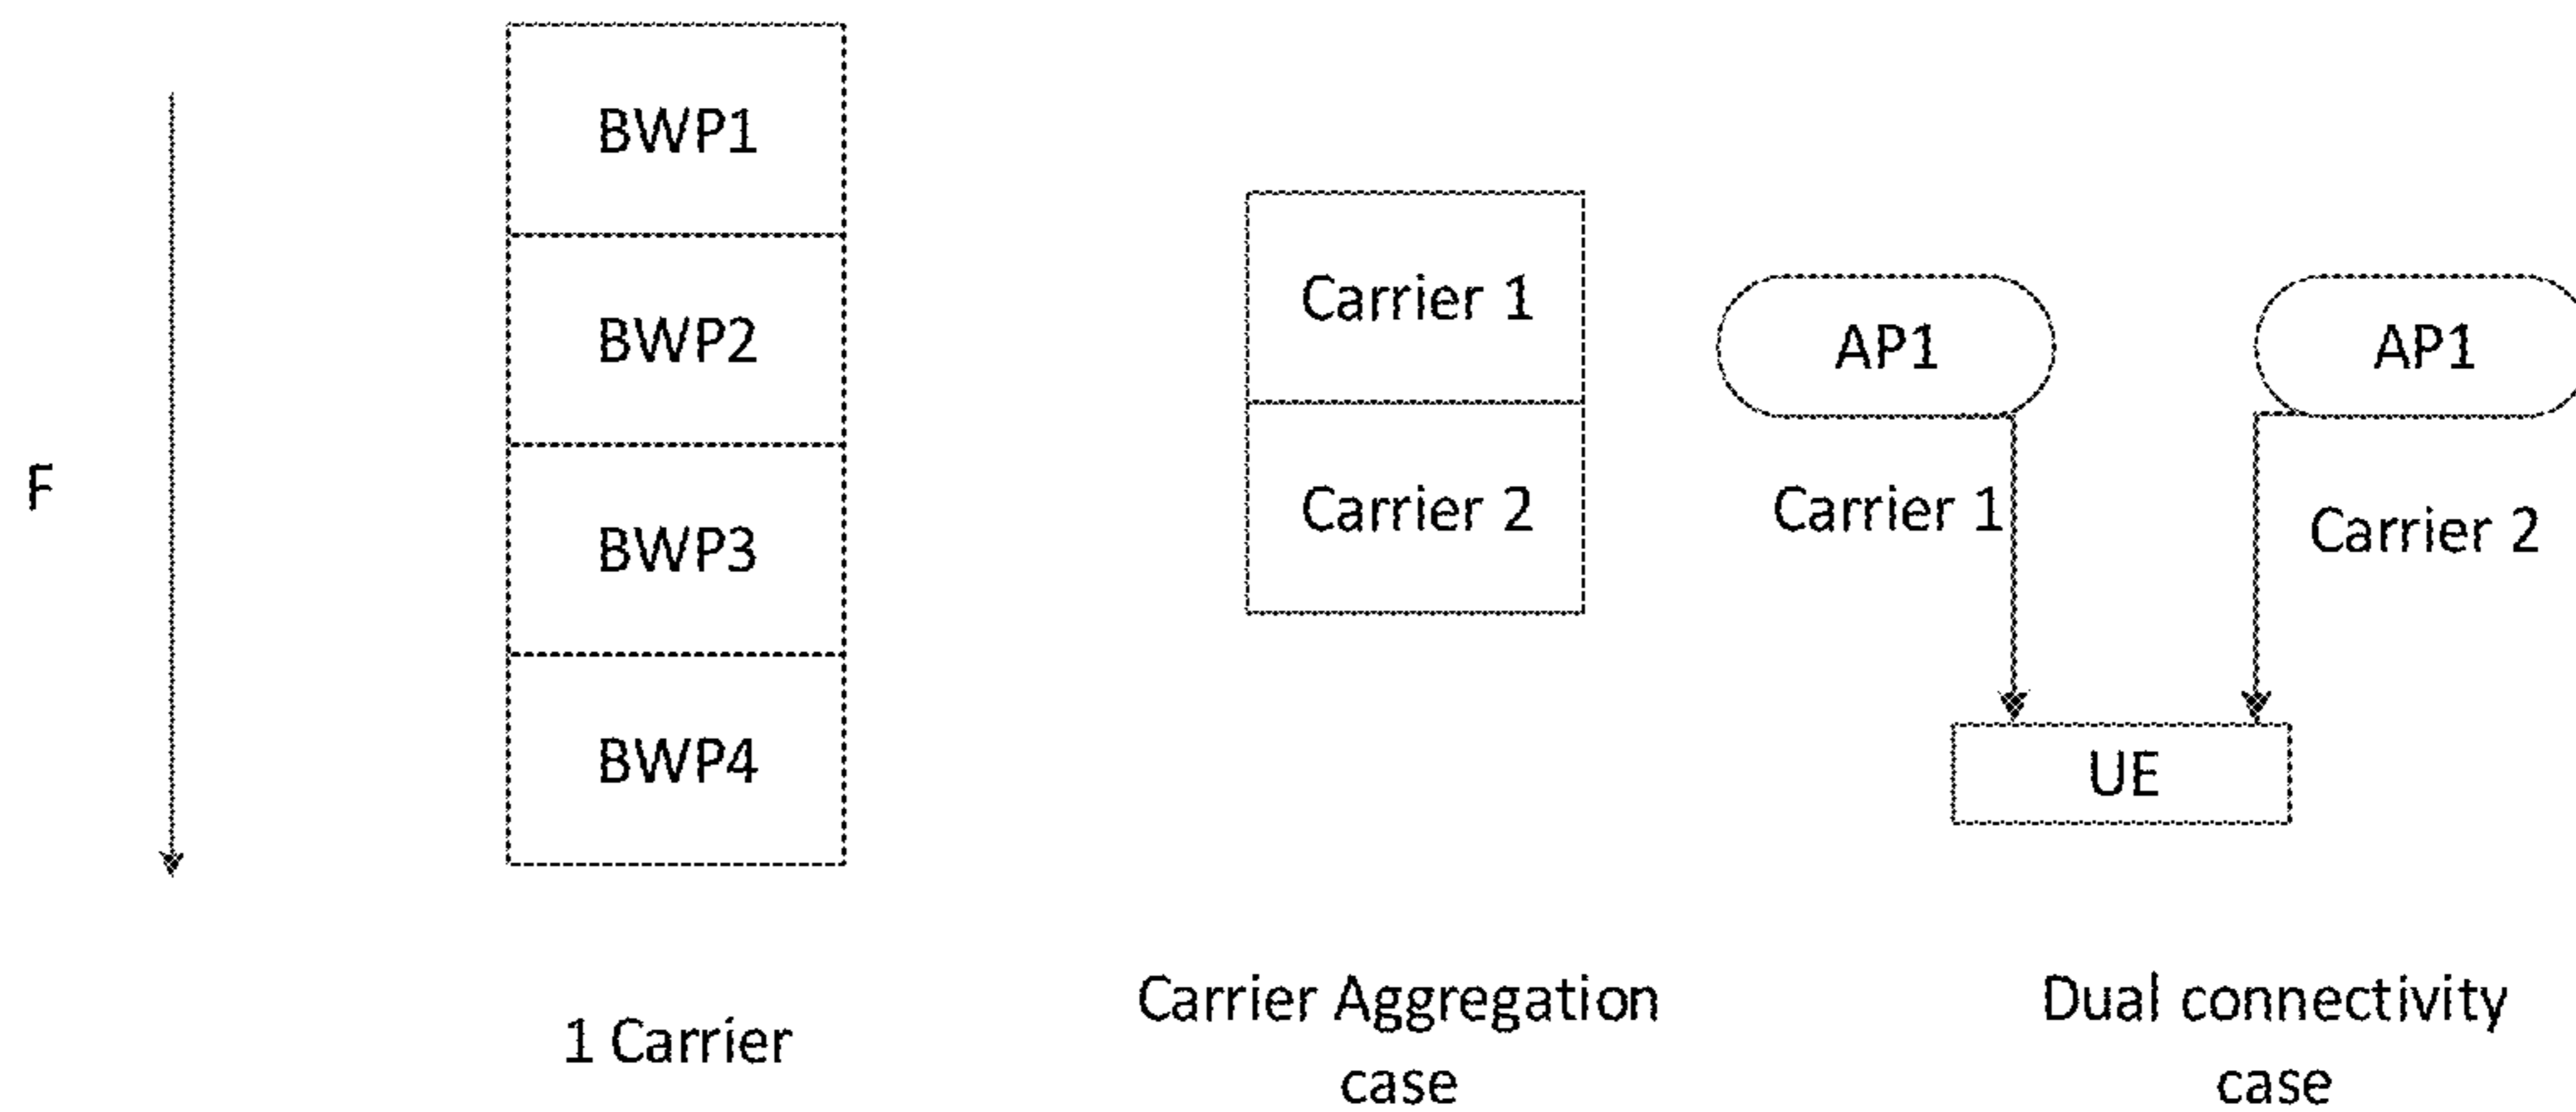 F
BWP1
BWP2
BWP3
BWP4
1 Carrier
Carrier 1
Carrier 2
Carrier Aggregation
case
AP1
AP1
Carrier 1
Carrier 2
UE
Dual connectivity
case